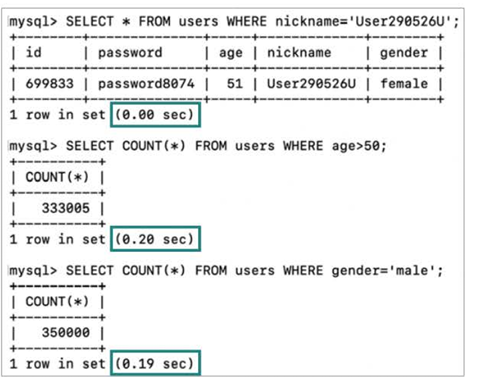 mysql> SELECT * FROM users WHERE nickname='User290526U';
+--------+--------------+-----+-------------+--------+
| id | password | age | nickname | gender |
+--------+--------------+-----+-------------+--------+
| 699833 | password8074 | 51 | User290526U | female |
+--------+--------------+-----+-------------+--------+
1 row in set (0.00 sec)
mysql> SELECT COUNT(*) FROM users WHERE age>50;
+----------+
| COUNT(*) |
+----------+
| 333005 |
+----------+
1 row in set (0.20 sec)
mysql> SELECT COUNT(*) FROM users WHERE gender='male';
+----------+
| COUNT(*) |
+----------+
| 350000 |
+----------+
1 row in set (0.19 sec)